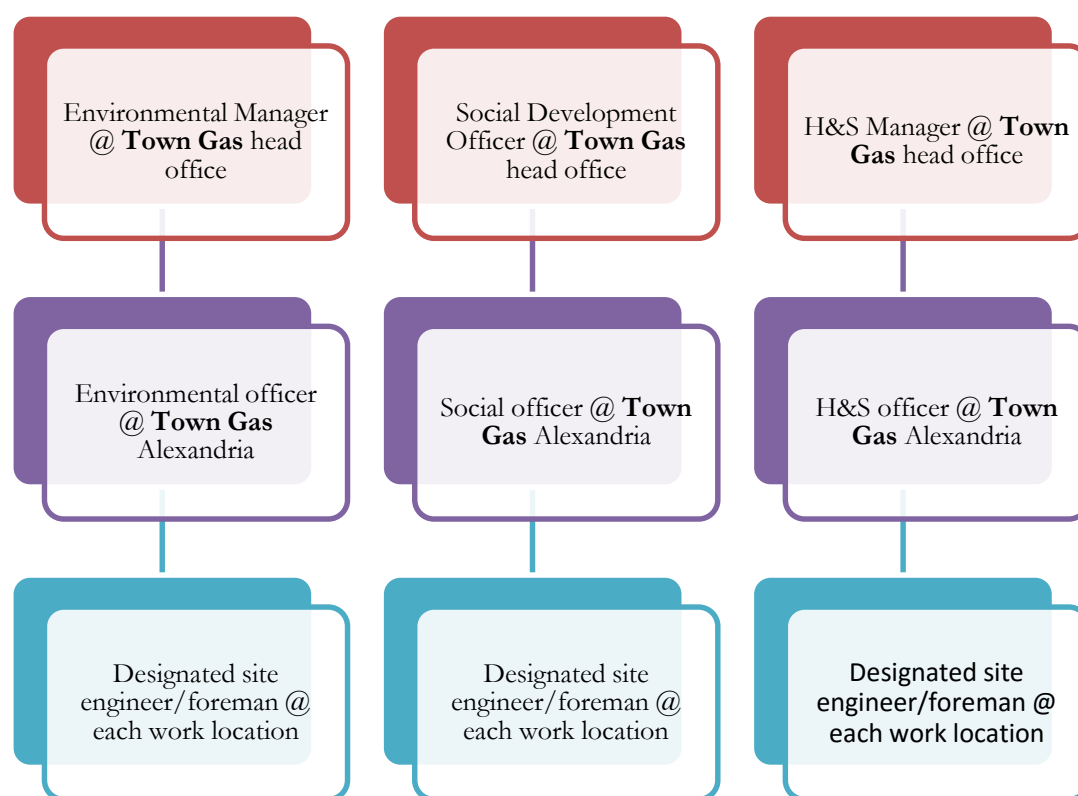 Environmental Manager
@ Town Gas head
office
Social Development
Officer @ Town Gas
head office
H&S Manager @ Town
Gas head office
Environmental officer
@ Town Gas
Alexandria
Social officer @ Town
Gas Alexandria
H&S officer @ Town
Gas Alexandria
Designated site
engineer/foreman @
each work location
Designated site
engineer/foreman @
each work location
Designated site
engineer/foreman @
each work location